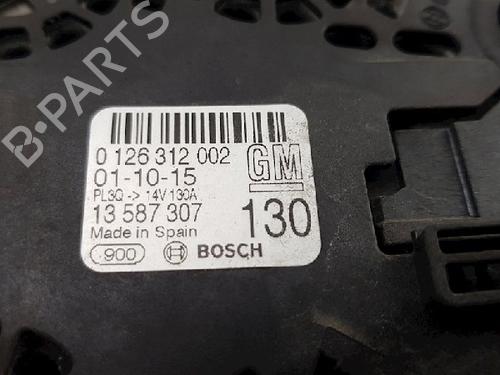 B-PARTS
0 126 312 002
01-10-15
GM
PL3Q -> 14V 130A
13 587 307
130
Made in Spain
900
BOSCH